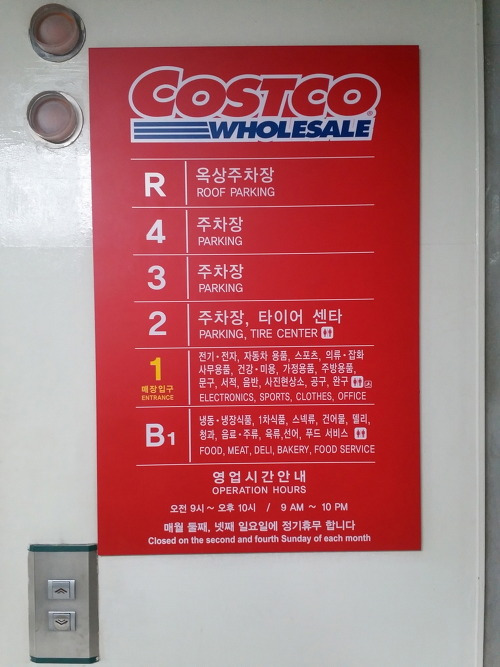 COSTCO
WHOLESALE
R 옥상주차장
ROOF PARKING
4 주차장
PARKING
3 주차장
PARKING
2 주차장, 타이어 센타
PARKING, TIRE CENTER
1 전기·전자, 자동차 용품, 스포츠, 의류·잡화
매장입구 사무용품, 건강·미용, 가정용품, 주방용품,
ENTRANCE 문구, 서적, 음반, 사진현상소, 공구, 완구
ELECTRONICS, SPORTS, CLOTHES, OFFICE
B1 냉동·냉장식품, 1차식품, 스넥류, 건어물, 델리,
청과, 음료·주류, 육류,선어, 푸드 서비스
FOOD, MEAT, DELI, BAKERY, FOOD SERVICE
영업시간안내
OPERATION HOURS
오전 9시~ 오후 10시 / 9 AM ~ 10 PM
매월 둘째, 넷째 일요일에 정기휴무 합니다
Closed on the second and fourth Sunday of each month